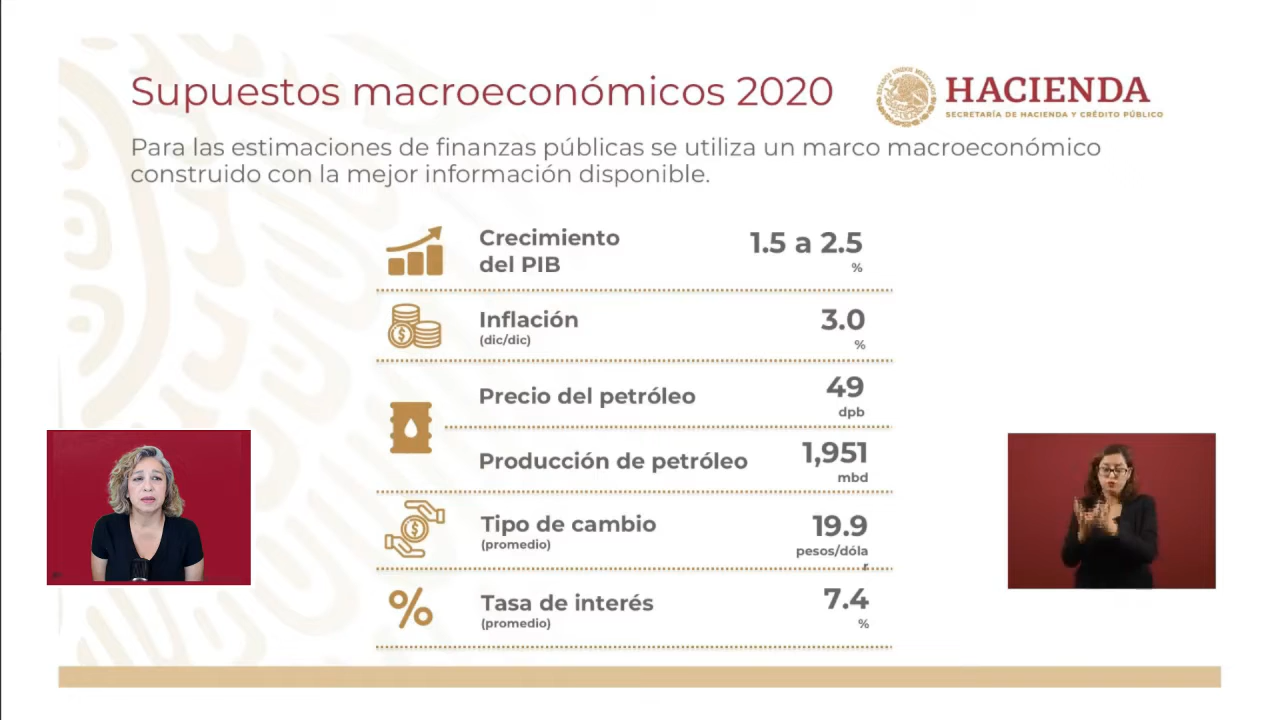 Supuestos macroeconómicos 2020
HACIENDA
SECRETARÍA DE HACIENDA Y CRÉDITO PÚBLICO
Para las estimaciones de finanzas públicas se utiliza un marco macroeconómico
construido con la mejor información disponible.
Crecimiento
del PIB
1.5 a 2.5
%
Inflación
(dic/dic)
3.0
%
Precio del petróleo
49
dpb
Producción de petróleo
1,951
mbd
Tipo de cambio
(promedio)
19.9
pesos/dóla
r
%
Tasa de interés
(promedio)
7.4
%